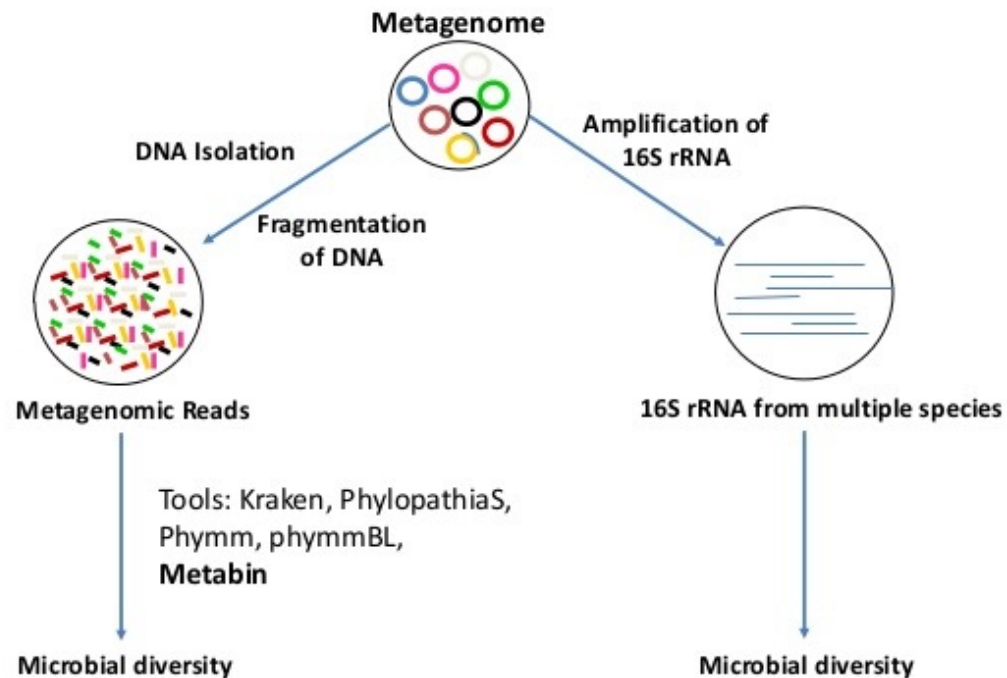 Metagenome
DNA Isolation
Fragmentation
of DNA
Amplification of
16S rRNA
Metagenomic Reads
16S rRNA from multiple species
Tools: Kraken, PhylopathiaS,
Phymm, phymmBL,
Metabin
Microbial diversity
Microbial diversity